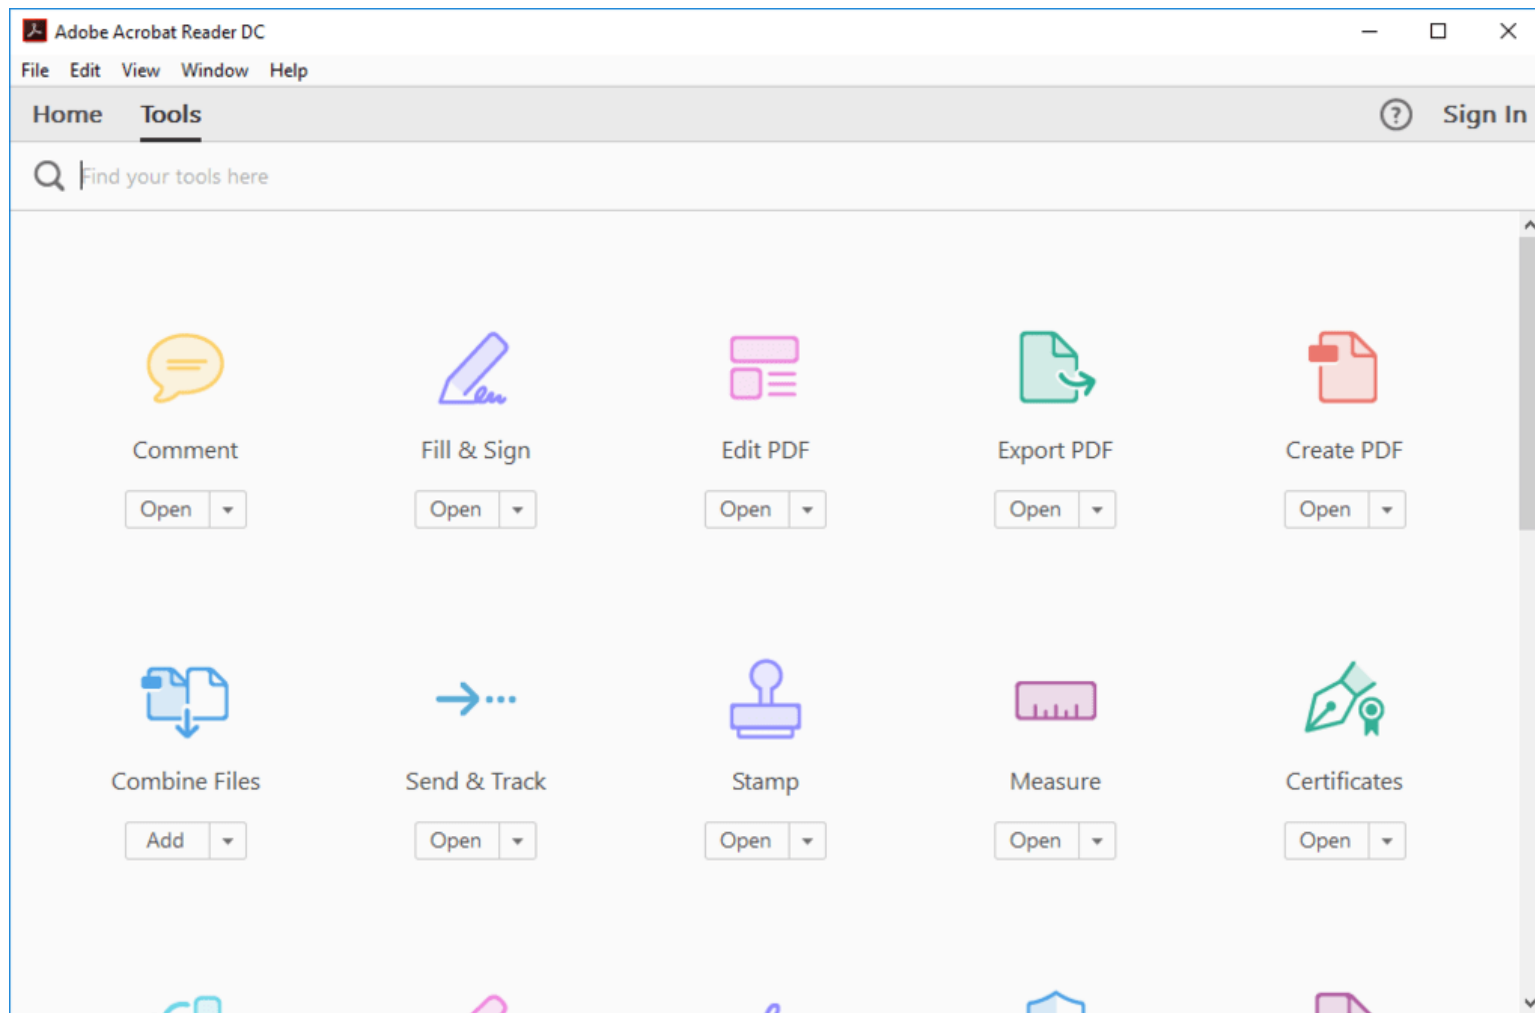 Adobe Acrobat Reader DC
File Edit View Window Help
Home Tools ? Sign In
Find your tools here
Comment Fill & Sign Edit PDF Export PDF Create PDF
Open Open Open Open Open
Combine Files Send & Track Stamp Measure Certificates
Add Open Open Open Open